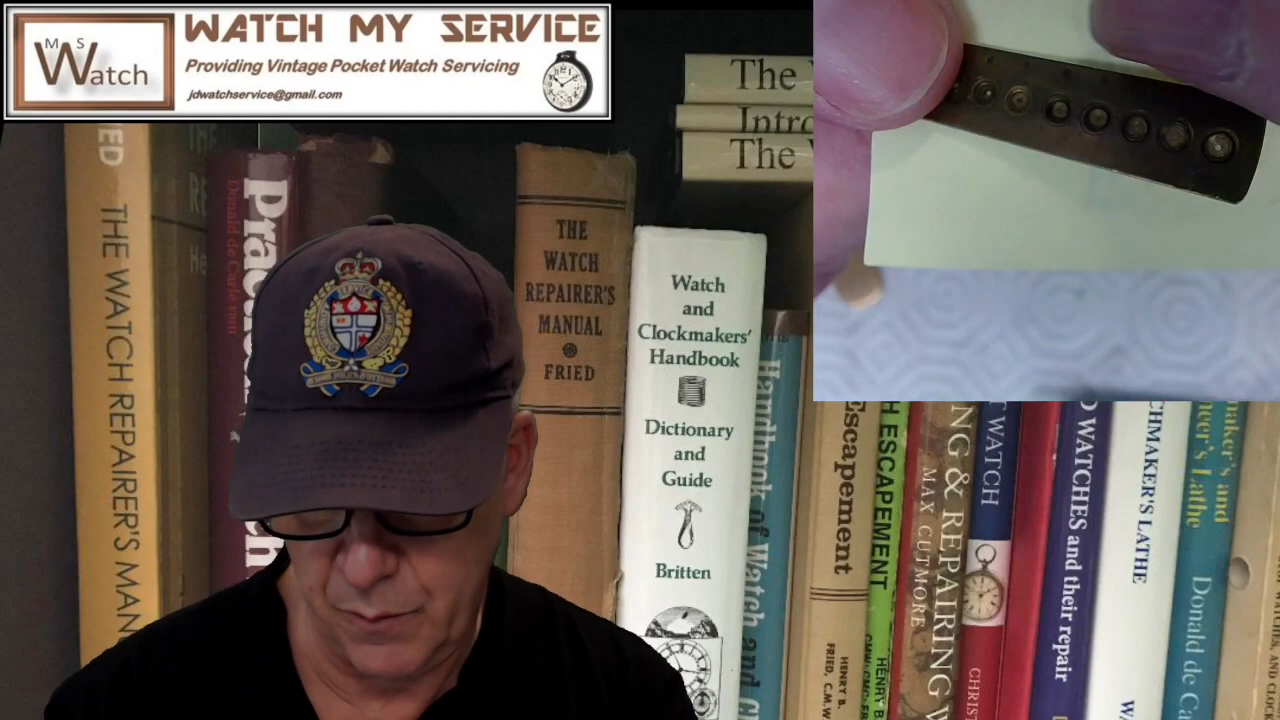 M S
Watch
WATCH MY SERVICE
Providing Vintage Pocket Watch Servicing
jdwatchservice@gmail.com
The
Intro
The
THE WATCH REPAIRER'S MAN
Donald de Carle
THE
WATCH
REPAIRER'S
MANUAL
FRIED
Watch
and
Clockmakers'
Handbook
Dictionary
and
Guide
Britten
Handbook of Watch and
Escapement
HENRY B.
FRIED, C.M.W
H ESCAPEMENT
HENRY B.
NG & REPAIRING W
MAX CUTMORE
WATCH
CHRIST
D WATCHES and their repair
CHMAKER'S LATHE
W
maker's and
Lathe
Donald de Ca
AND CLOCK